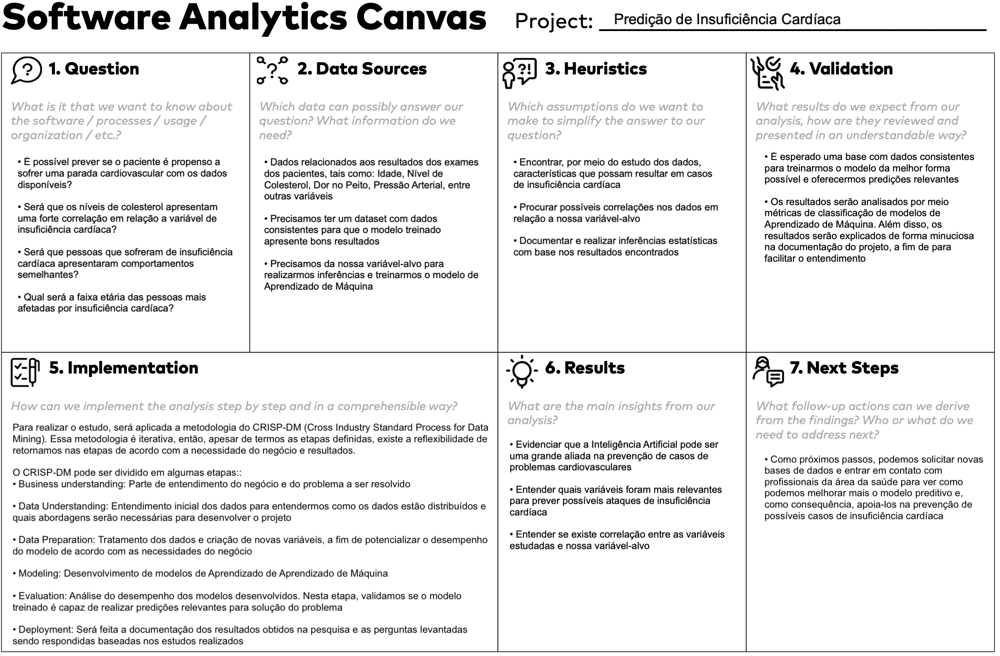 Software Analytics Canvas
Project: Predição de Insuficiência Cardíaca
1. Question
What is it that we want to know about
the software / processes / usage /
organization / etc.?
• É possível prever se o paciente é propenso a
sofrer uma parada cardiovascular com os dados
disponíveis?
• Será que os níveis de colesterol apresentam
uma forte correlação em relação a variável de
insuficiência cardíaca?
• Será que pessoas que sofreram de insuficiência
cardíaca apresentaram comportamentos
semelhantes?
• Qual será a faixa etária das pessoas mais
afetadas por insuficiência cardíaca?
2. Data Sources
Which data can possibly answer our
question? What information do we
need?
• Dados relacionados aos resultados dos exames
dos pacientes, tais como: Idade, Nível de
Colesterol, Dor no Peito, Pressão Arterial, entre
outras variáveis
• Precisamos ter um dataset com dados
consistentes para que o modelo treinado
apresente bons resultados
• Precisamos da nossa variável-alvo para
realizarmos inferências e treinarmos o modelo de
Aprendizado de Máquina
3. Heuristics
Which assumptions do we want to
make to simplify the answer to our
question?
• Encontrar, por meio do estudo dos dados,
características que possam resultar em casos
de insuficiência cardíaca
• Procurar possíveis correlações nos dados em
relação a nossa variável-alvo
• Documentar e realizar inferências estatísticas
com base nos resultados encontrados
4. Validation
What results do we expect from our
analysis, how are they reviewed and
presented in an understandable way?
• É esperado uma base com dados consistentes
para treinarmos o modelo da melhor forma
possível e oferecermos predições relevantes
• Os resultados serão analisados por meio
métricas de classificação de modelos de
Aprendizado de Máquina. Além disso, os
resultados serão explicados de forma minuciosa
na documentação do projeto, a fim de para
facilitar o entendimento
5. Implementation
How can we implement the analysis step by step and in a comprehensible way?
Para realizar o estudo, será aplicada a metodologia do CRISP-DM (Cross Industry Standard Process for Data
Mining). Essa metodologia é iterativa, então, apesar de termos as etapas definidas, existe a reflexibilidade de
retornamos nas etapas de acordo com a necessidade do negócio e resultados.
O CRISP-DM pode ser dividido em algumas etapas::
• Business understanding: Parte de entendimento do negócio e do problema a ser resolvido
• Data Understanding: Entendimento inicial dos dados para entendermos como os dados estão distribuídos e
quais abordagens serão necessárias para desenvolver o projeto
• Data Preparation: Tratamento dos dados e criação de novas variáveis, a fim de potencializar o desempenho
do modelo de acordo com as necessidades do negócio
• Modeling: Desenvolvimento de modelos de Aprendizado de Aprendizado de Máquina
• Evaluation: Análise do desempenho dos modelos desenvolvidos. Nesta etapa, validamos se o modelo
treinado é capaz de realizar predições relevantes para solução do problema
• Deployment: Será feita a documentação dos resultados obtidos na pesquisa e as perguntas levantadas
sendo respondidas baseadas nos estudos realizados
6. Results
What are the main insights from our
analysis?
• Evidenciar que a Inteligência Artificial pode ser
uma grande aliada na prevenção de casos de
problemas cardiovasculares
• Entender quais variáveis foram mais relevantes
para prever possíveis ataques de insuficiência
cardíaca
• Entender se existe correlação entre as variáveis
estudadas e nossa variável-alvo
7. Next Steps
What follow-up actions can we derive
from the findings? Who or what do we
need to address next?
• Como próximos passos, podemos solicitar novas
bases de dados e entrar em contato com
profissionais da área da saúde para ver como
podemos melhorar mais o modelo preditivo e,
como consequência, apoia-los na prevenção de
possíveis casos de insuficiência cardíaca